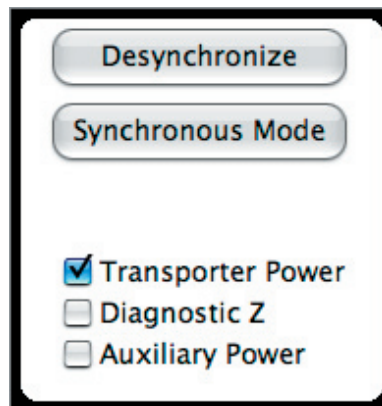 Desynchronize
Synchronous Mode
Transporter Power
Diagnostic Z
Auxiliary Power